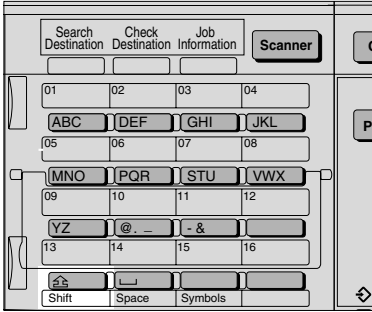 Search Destination Check Destination Job Information Scanner
01 02 03 04
ABC DEF GHI JKL P
05 06 07 08
MNO PQR STU VWX
09 10 11 12
YZ @. _ - &
13 14 15 16
Shift Space Symbols